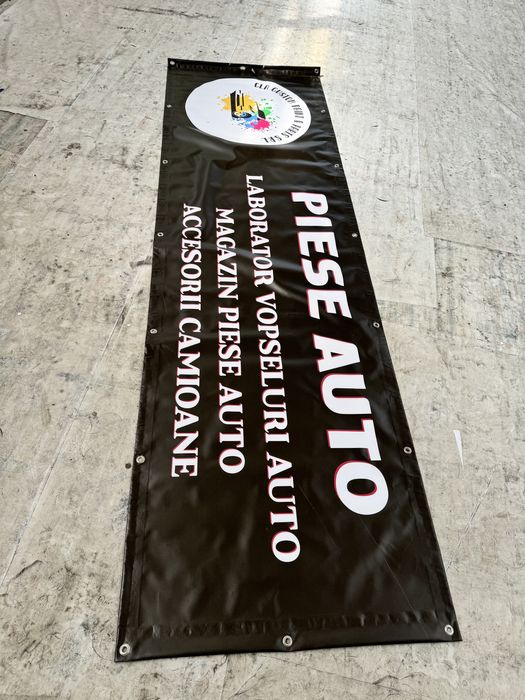 PIESE AUTO
LABORATOR VOPSELURI AUTO
MAGAZIN PIESE AUTO
ACCESORII CAMIOANE